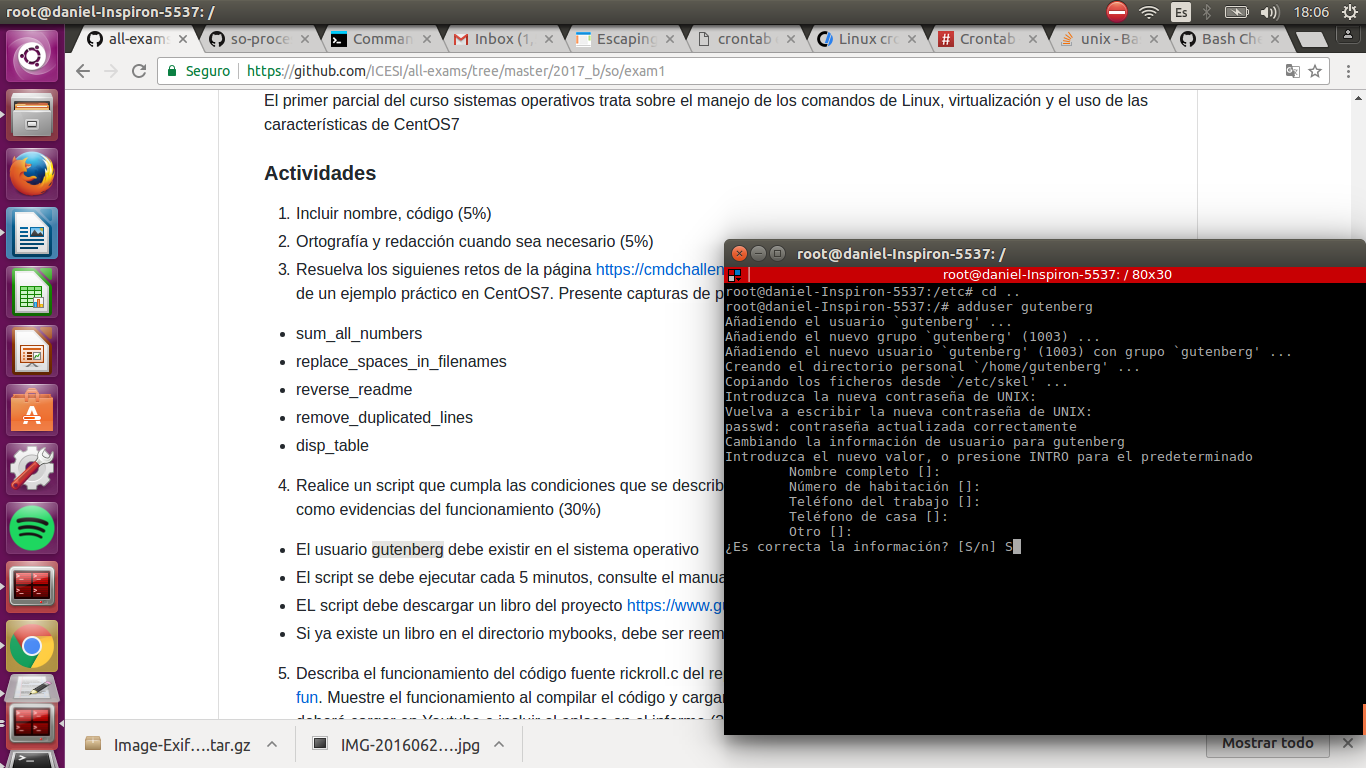 root@daniel-Inspiron-5537: /
Es
18:06
all-exams
so-proce
Comman
Inbox (1,
Escaping
crontab
Linux cro
Crontab
unix - Ba
Bash Che
Seguro
https://github.com/ICESI/all-exams/tree/master/2017_b/so/exam1
El primer parcial del curso sistemas operativos trata sobre el manejo de los comandos de Linux, virtualización y el uso de las
características de CentOS7
Actividades
1. Incluir nombre, código (5%)
2. Ortografía y redacción cuando sea necesario (5%)
3. Resuelva los siguienes retos de la página https://cmdchallen
de un ejemplo práctico en CentOS7. Presente capturas de p
• sum_all_numbers
• replace_spaces_in_filenames
• reverse_readme
• remove_duplicated_lines
• disp_table
4. Realice un script que cumpla las condiciones que se describ
como evidencias del funcionamiento (30%)
• El usuario gutenberg debe existir en el sistema operativo
• El script se debe ejecutar cada 5 minutos, consulte el manua
• EL script debe descargar un libro del proyecto https://www.gu
• Si ya existe un libro en el directorio mybooks, debe ser reem
5. Describa el funcionamiento del código fuente rickroll.c del re
fun. Muestre el funcionamiento al compilar el código y cargar
root@daniel-Inspiron-5537: /
root@daniel-Inspiron-5537: / 80x30
root@daniel-Inspiron-5537:/etc# cd ..
root@daniel-Inspiron-5537:/# adduser gutenberg
Añadiendo el usuario `gutenberg' ...
Añadiendo el nuevo grupo `gutenberg' (1003) ...
Añadiendo el nuevo usuario `gutenberg' (1003) con grupo `gutenberg' ...
Creando el directorio personal `/home/gutenberg' ...
Copiando los ficheros desde `/etc/skel' ...
Introduzca la nueva contraseña de UNIX:
Vuelva a escribir la nueva contraseña de UNIX:
passwd: contraseña actualizada correctamente
Cambiando la información de usuario para gutenberg
Introduzca el nuevo valor, o presione INTRO para el predeterminado
Nombre completo []:
Número de habitación []:
Teléfono del trabajo []:
Teléfono de casa []:
Otro []:
¿Es correcta la información? [S/n] S
Image-Exif....tar.gz
IMG-2016062....jpg
Mostrar todo